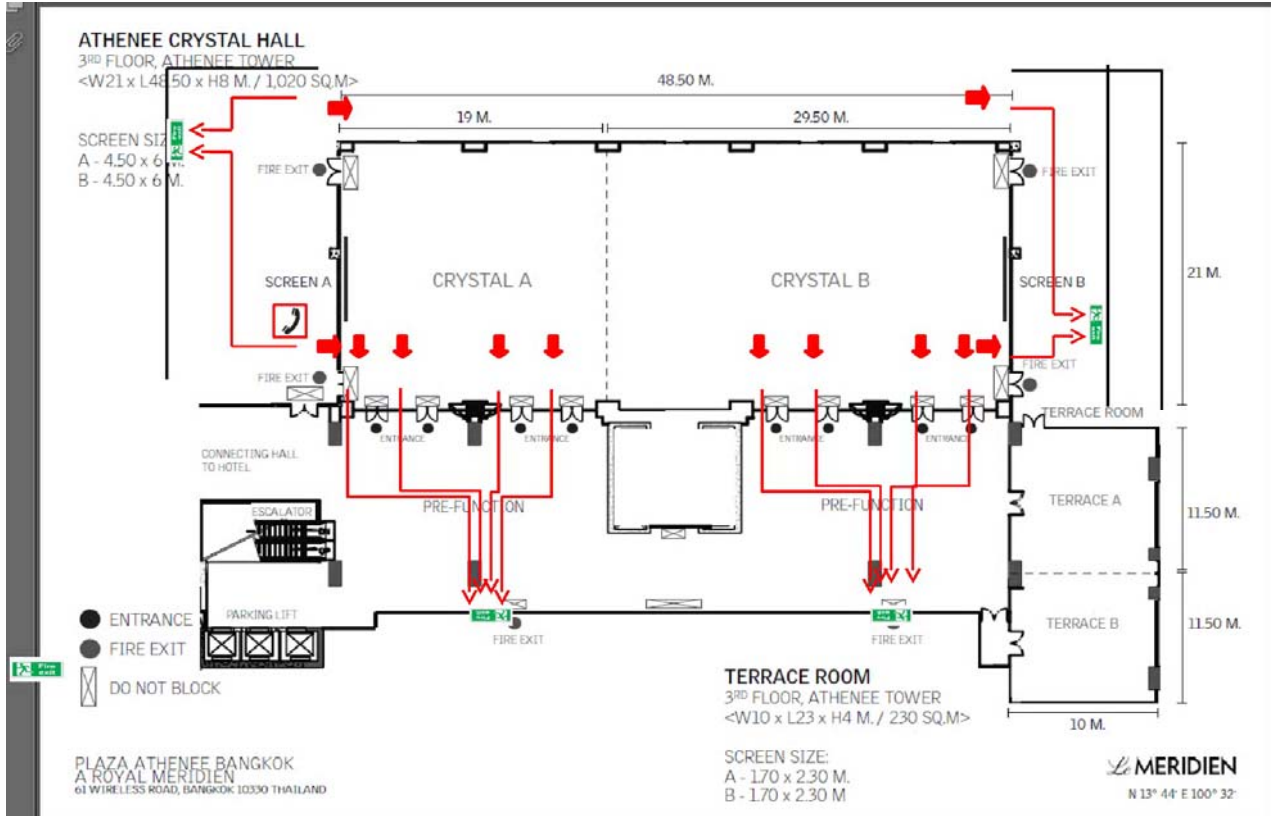 ATHENEE CRYSTAL HALL
3RD FLOOR, ATHENEE TOWER
<W21 x L48.50 x H8 M. / 1,020 SQ.M>
SCREEN SIZ
A - 4.50 x 6 M.
B - 4.50 x 6 M.
48.50 M.
19 M.
29.50 M.
FIRE EXIT
FIRE EXIT
SCREEN A
CRYSTAL A
CRYSTAL B
SCREEN B
21 M.
FIRE EXIT
FIRE EXIT
TERRACE ROOM
ENTRANCE
ENTRANCE
ENTRANCE
ENTRANCE
CONNECTING HALL
TO HOTEL
ESCALATOR
PRE-FUNCTION
PRE-FUNCTION
TERRACE A
11.50 M.
PARKING LIFT
FIRE EXIT
FIRE EXIT
TERRACE B
11.50 M.
10 M.
ENTRANCE
FIRE EXIT
Fire
exit
DO NOT BLOCK
TERRACE ROOM
3RD FLOOR, ATHENEE TOWER
<W10 x L23 x H4 M. / 230 SQ.M>
SCREEN SIZE:
A - 1.70 x 2.30 M.
B - 1.70 x 2.30 M
PLAZA ATHENEE BANGKOK
A ROYAL MERIDIEN
61 WIRELESS ROAD, BANGKOK 10330 THAILAND
Le MERIDIEN
N 13° 44' E 100° 32'